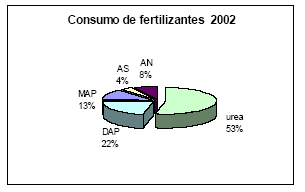 Consumo de fertilizantes 2002
AS
4%
AN
8%
MAP
13%
DAP
22%
urea
53%